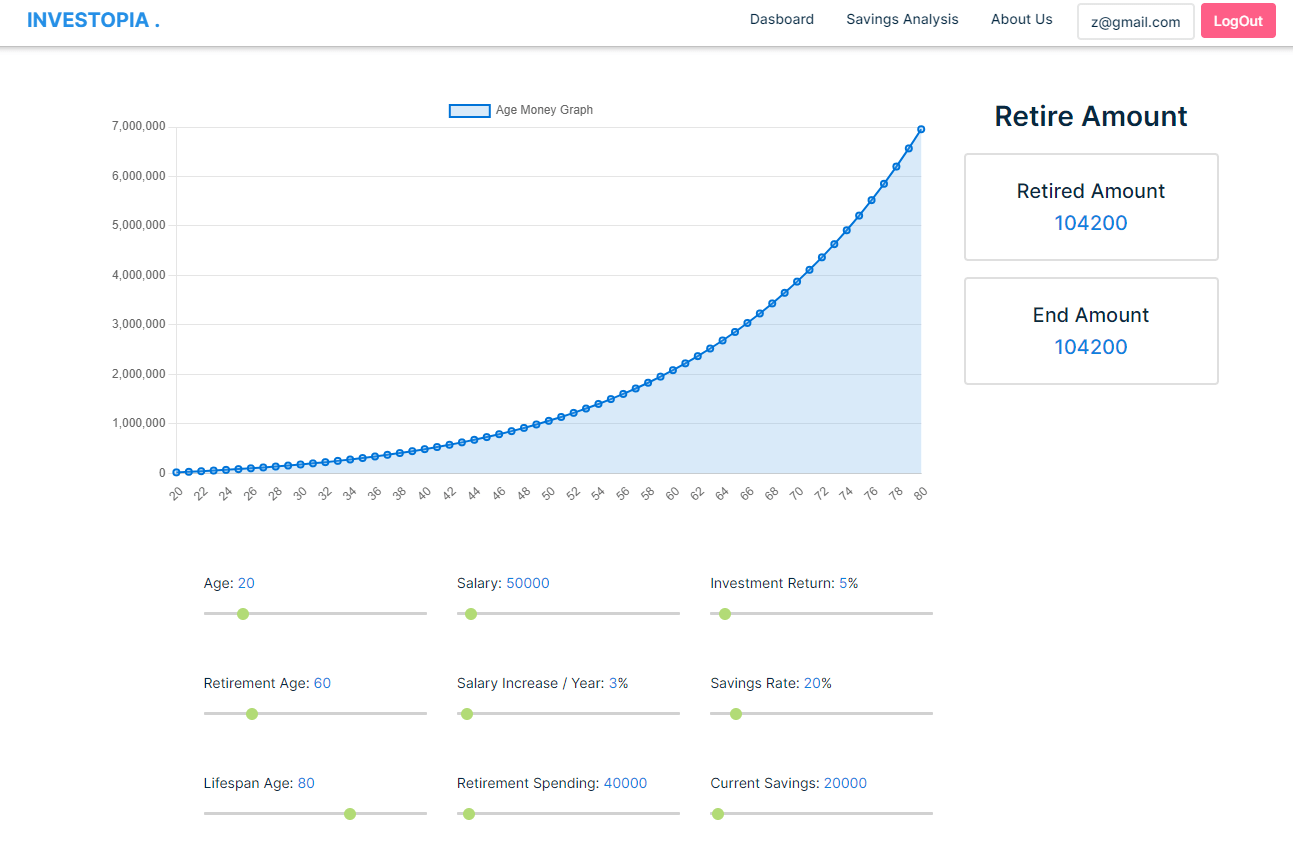 INVESTOPIA .
Dasboard Savings Analysis About Us z@gmail.com LogOut
Age Money Graph
7,000,000
6,000,000
5,000,000
4,000,000
3,000,000
2,000,000
1,000,000
0
20 22 24 26 28 30 32 34 36 38 40 42 44 46 48 50 52 54 56 58 60 62 64 66 68 70 72 74 76 78 80
Retire Amount
Retired Amount
104200
End Amount
104200
Age: 20 Salary: 50000 Investment Return: 5%
Retirement Age: 60 Salary Increase / Year: 3% Savings Rate: 20%
Lifespan Age: 80 Retirement Spending: 40000 Current Savings: 20000